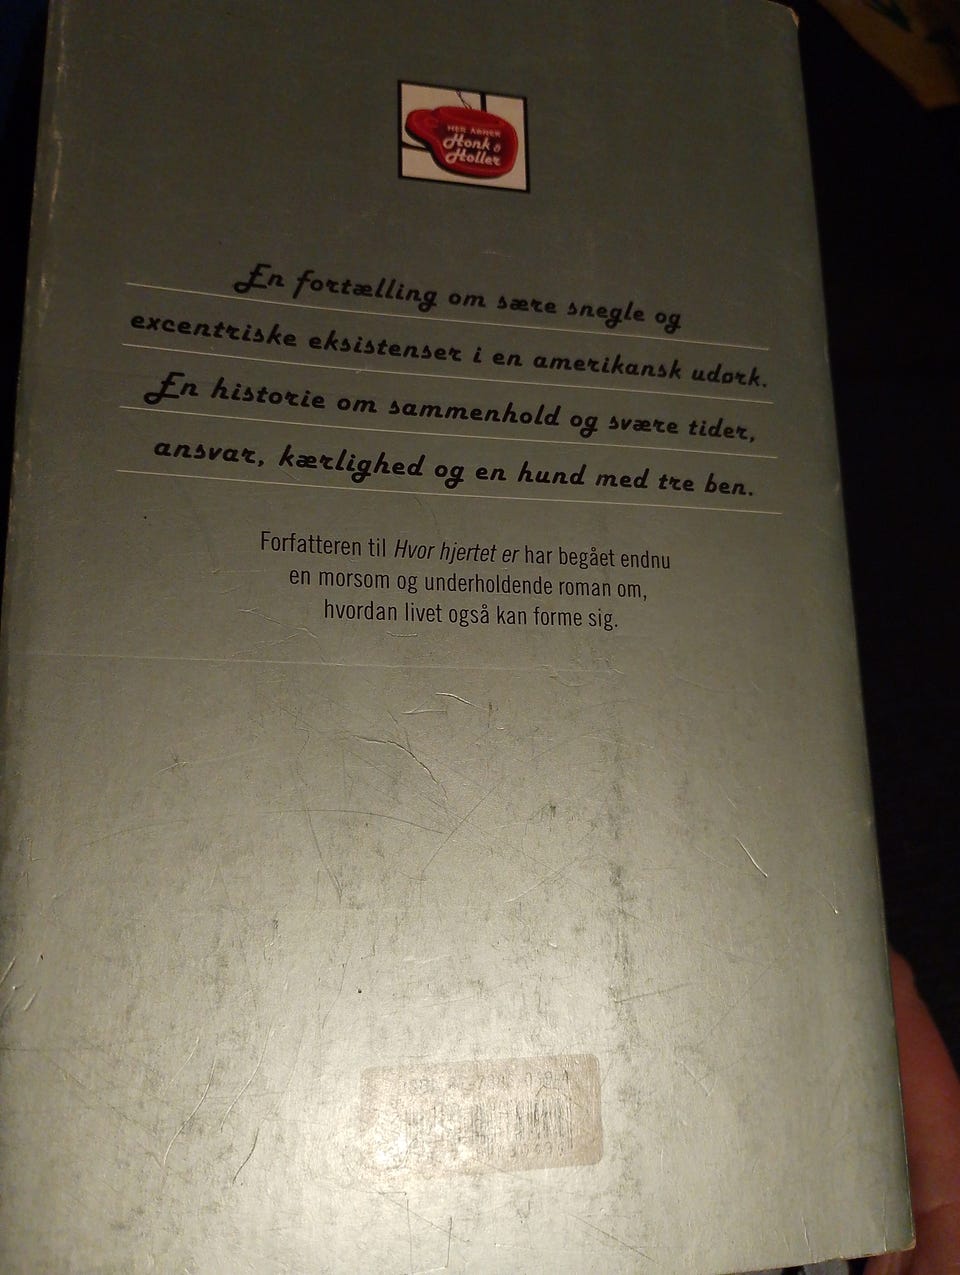 HER ÅBNER
Honk &
Holler
En fortælling om sære snegle og
excentriske eksistenser i en amerikansk udørk.
En historie om sammenhold og svære tider,
ansvar, kærlighed og en hund med tre ben.
Forfatteren til Hvor hjertet er har begået endnu
en morsom og underholdende roman om,
hvordan livet også kan forme sig.